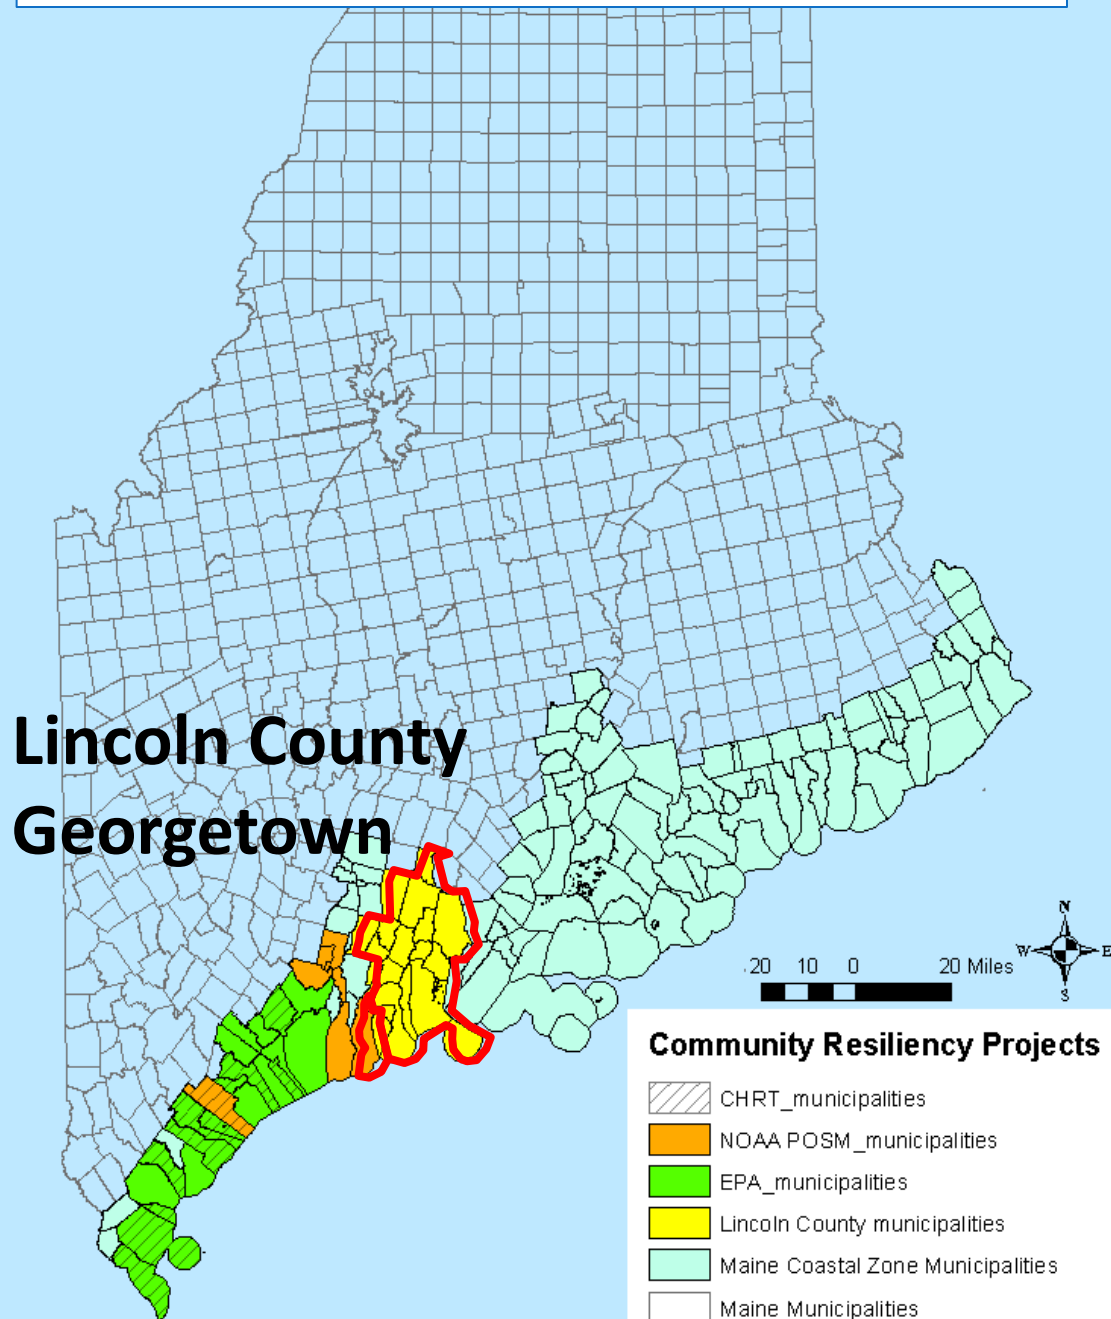 Lincoln County
Georgetown
N
W E
S
20 10 0 20 Miles
Community Resiliency Projects
CHRT_municipalities
NOAA POSM_municipalities
EPA_municipalities
Lincoln County municipalities
Maine Coastal Zone Municipalities
Maine Municipalities